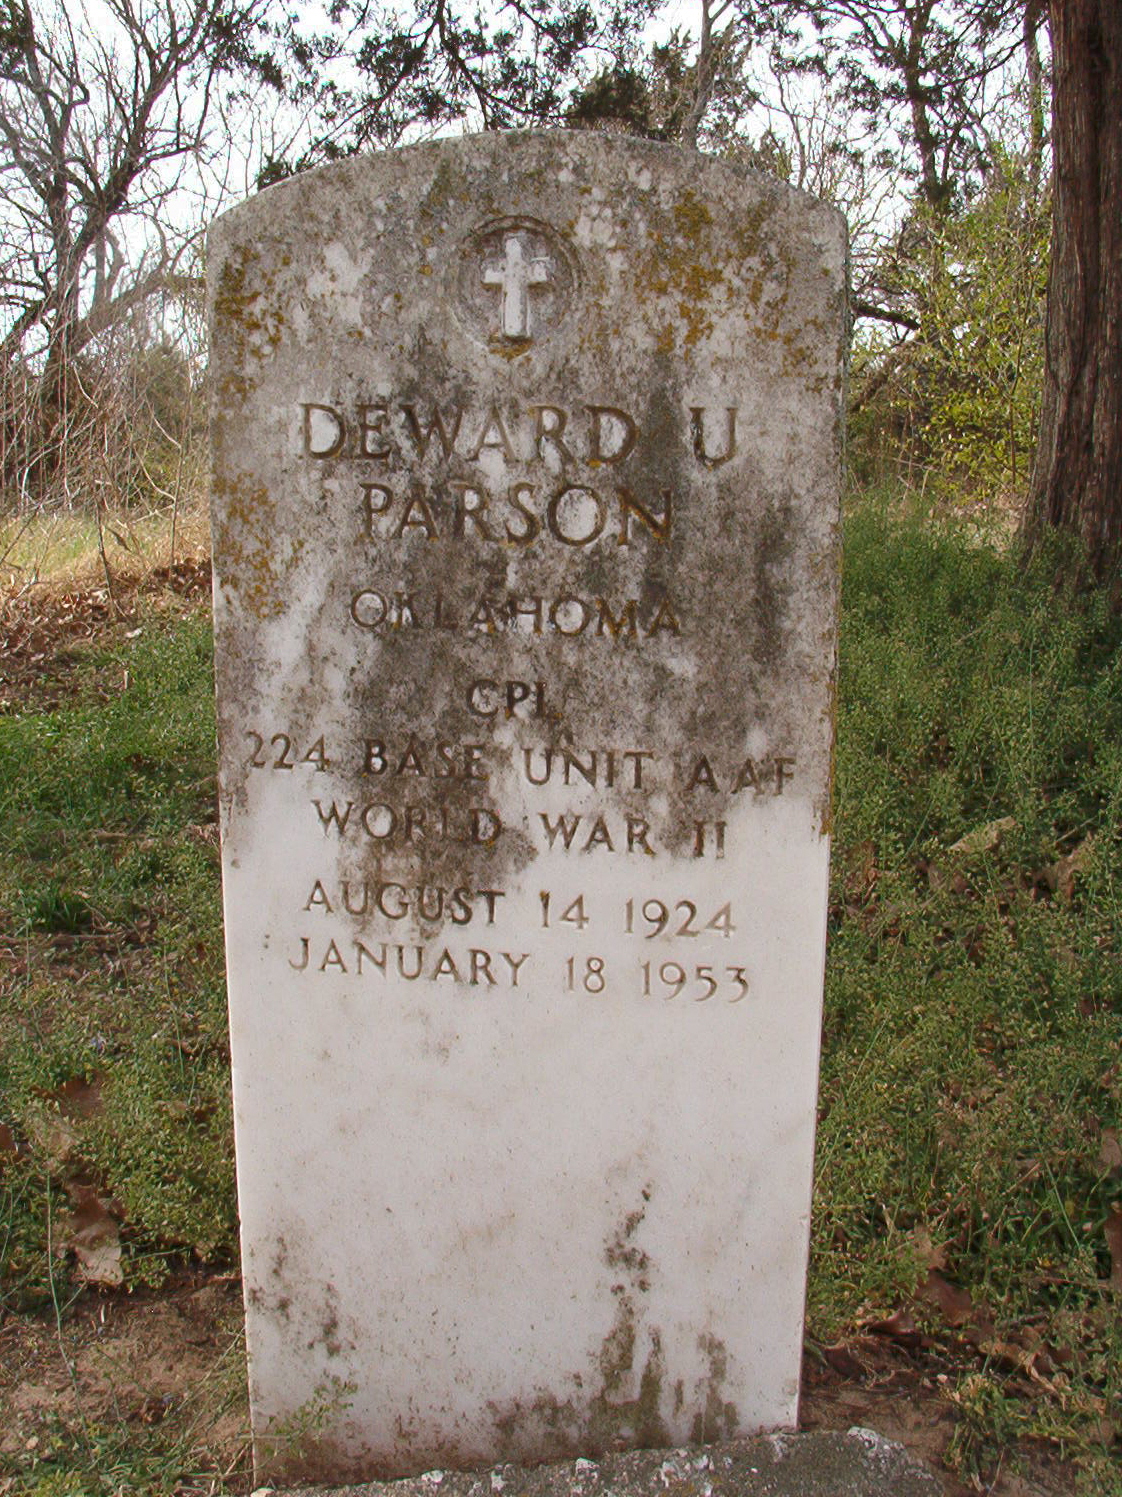 DEWARD U
PARSON
OKLAHOMA
CPL
224 BASE UNIT AAF
WORLD WAR II
AUGUST 14 1924
JANUARY 18 1953